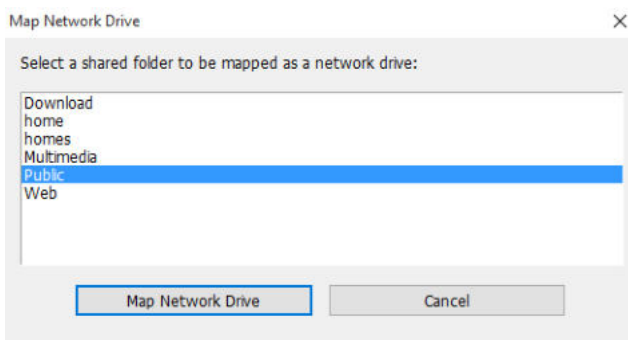 Map Network Drive
Select a shared folder to be mapped as a network drive:
Download
home
homes
Multimedia
Public
Web
Map Network Drive
Cancel